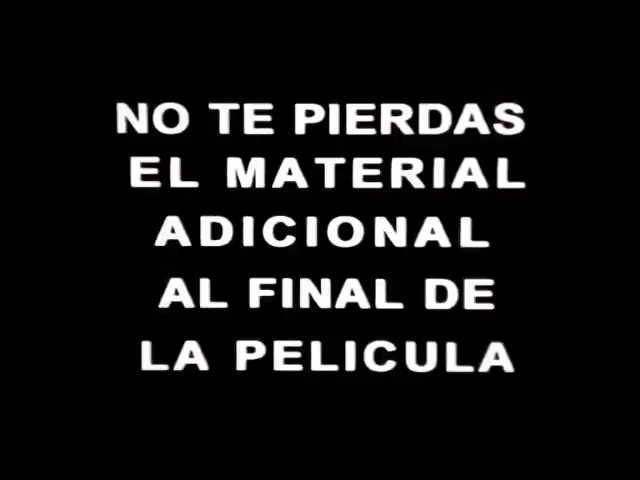 NO TE PIERDAS
EL MATERIAL
ADICIONAL
AL FINAL DE
LA PELICULA